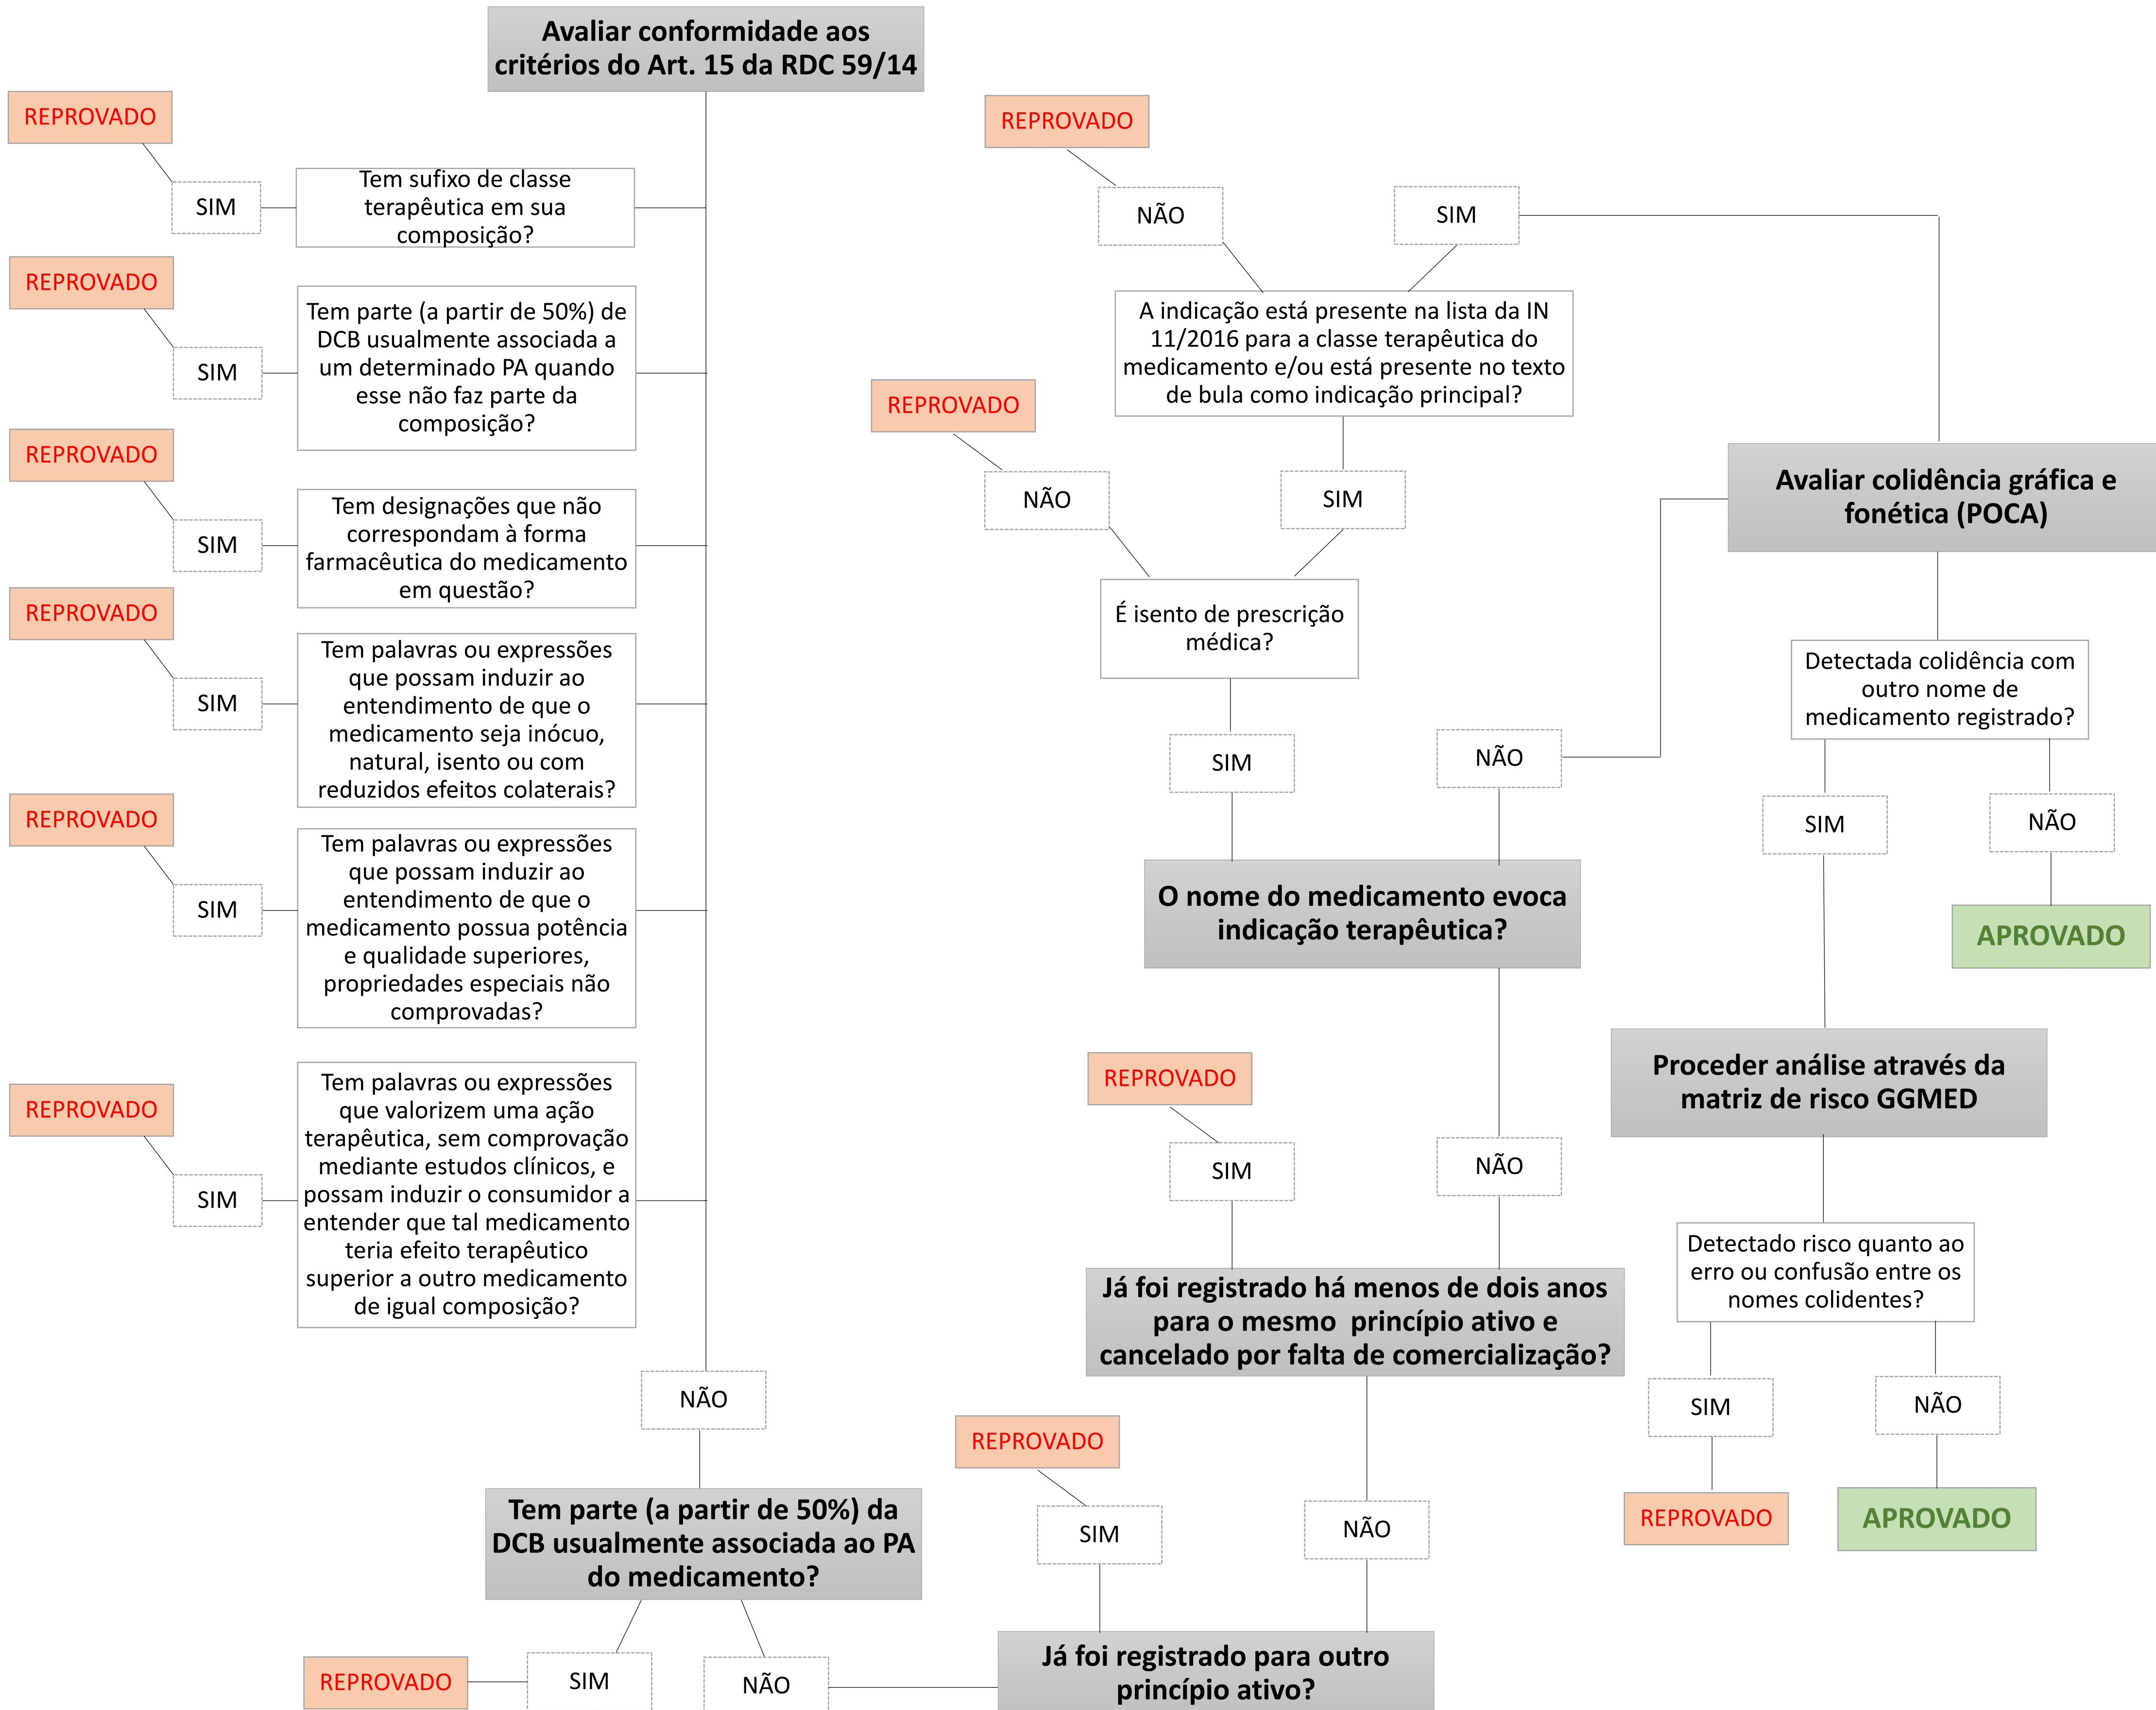 Avaliar conformidade aos
critérios do Art. 15 da RDC 59/14
REPROVADO
SIM
Tem sufixo de classe
terapêutica em sua
composição?
REPROVADO
SIM
Tem parte (a partir de 50%) de
DCB usualmente associada a
um determinado PA quando
esse não faz parte da
composição?
REPROVADO
SIM
Tem designações que não
correspondam à forma
farmacêutica do medicamento
em questão?
REPROVADO
SIM
Tem palavras ou expressões
que possam induzir ao
entendimento de que o
medicamento seja inócuo,
natural, isento ou com
reduzidos efeitos colaterais?
REPROVADO
SIM
Tem palavras ou expressões
que possam induzir ao
entendimento de que o
medicamento possua potência
e qualidade superiores,
propriedades especiais não
comprovadas?
REPROVADO
SIM
Tem palavras ou expressões
que valorizem uma ação
terapêutica, sem comprovação
mediante estudos clínicos, e
possam induzir o consumidor a
entender que tal medicamento
teria efeito terapêutico
superior a outro medicamento
de igual composição?
NÃO
Tem parte (a partir de 50%) da
DCB usualmente associada ao PA
do medicamento?
REPROVADO
SIM
NÃO
Já foi registrado para outro
princípio ativo?
REPROVADO
SIM
NÃO
Já foi registrado há menos de dois anos
para o mesmo princípio ativo e
cancelado por falta de comercialização?
REPROVADO
SIM
NÃO
O nome do medicamento evoca
indicação terapêutica?
SIM
NÃO
É isento de prescrição
médica?
REPROVADO
NÃO
SIM
A indicação está presente na lista da IN
11/2016 para a classe terapêutica do
medicamento e/ou está presente no texto
de bula como indicação principal?
REPROVADO
NÃO
SIM
Avaliar colidência gráfica e
fonética (POCA)
Detectada colidência com
outro nome de
medicamento registrado?
SIM
NÃO
APROVADO
Proceder análise através da
matriz de risco GGMED
Detectado risco quanto ao
erro ou confusão entre os
nomes colidentes?
SIM
NÃO
REPROVADO
APROVADO